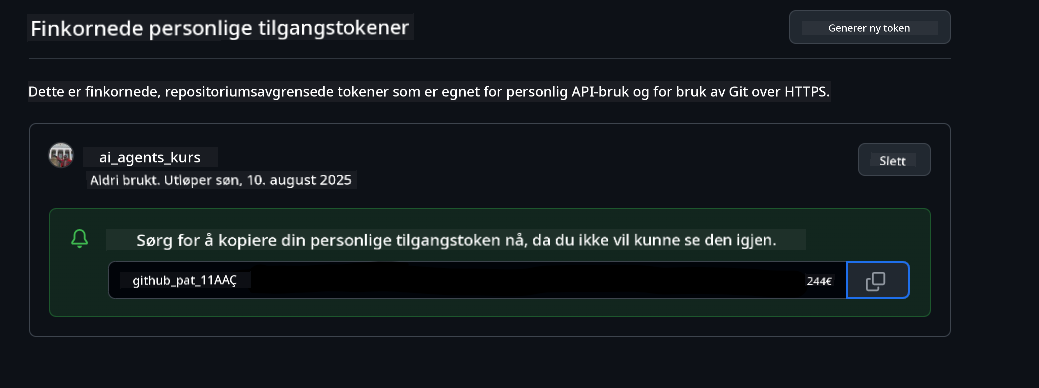 Finkornede personlige tilgangstokener
Generer ny token
Dette er finkornede, repositoriumsavgrensede tokener som er egnet for personlig API-bruk og for bruk av Git over HTTPS.
ai_agents_kurs
Slett
Aldri brukt. Utløper søn, 10. august 2025
Sørg for å kopiere din personlige tilgangstoken nå, da du ikke vil kunne se den igjen.
github_pat_11AAÇ
244€